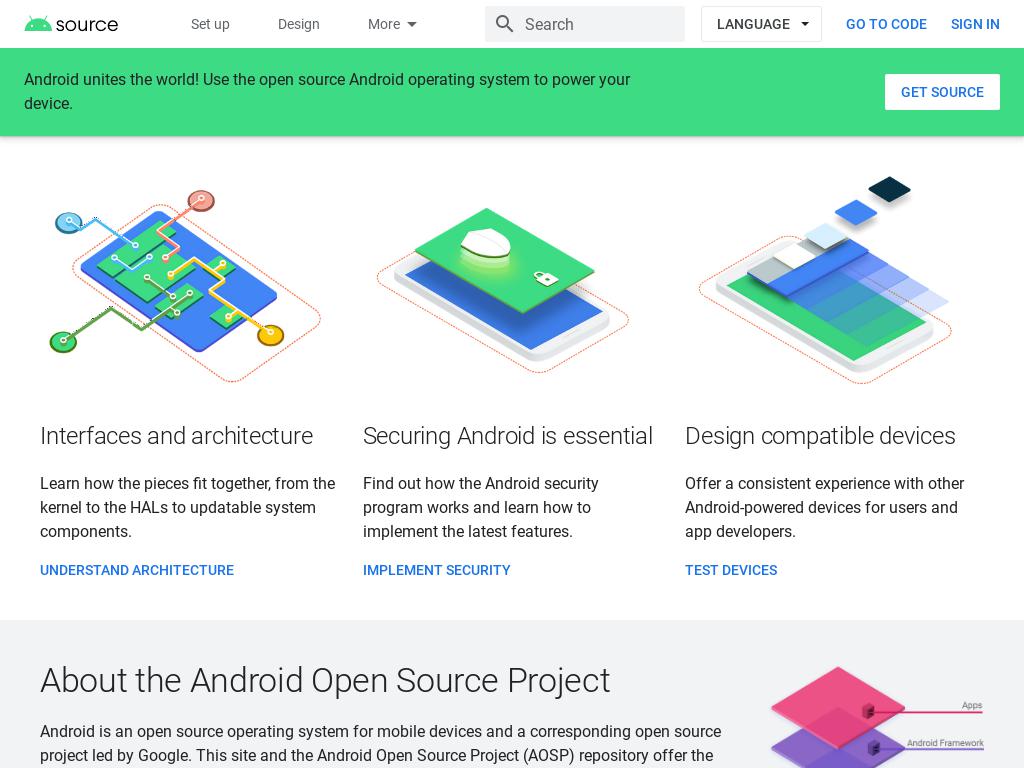 source Set up Design More Search LANGUAGE GO TO CODE SIGN IN
Android unites the world! Use the open source Android operating system to power your
device.
GET SOURCE
Interfaces and architecture
Learn how the pieces fit together, from the
kernel to the HALs to updatable system
components.
UNDERSTAND ARCHITECTURE
Securing Android is essential
Find out how the Android security
program works and learn how to
implement the latest features.
IMPLEMENT SECURITY
Design compatible devices
Offer a consistent experience with other
Android-powered devices for users and
app developers.
TEST DEVICES
About the Android Open Source Project
Android is an open source operating system for mobile devices and a corresponding open source
project led by Google. This site and the Android Open Source Project (AOSP) repository offer the
Apps
Android Framework